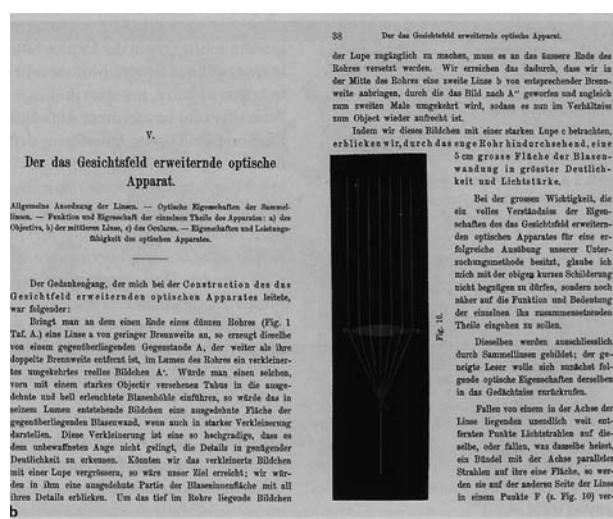 V.
Der das Gesichtsfeld erweiternde optische
Apparat.
Allgemeine Anordnung der Linsen. — Optische Eigenschaften der Sammel-
linsen. — Funktion und Eigenschaft der einzelnen Theile des Apparates: a) des
Objectivs, b) der mittleren Linse, c) des Oculares. — Eigenschaften und Leistungs-
fähigkeit des optischen Apparates.
Der Gedankengang, der mich bei der Construction des das
Gesichtfeld erweiternden optischen Apparates leitete,
war folgender:
Bringt man an dem einen Ende eines dünnen Rohres (Fig. 1
Taf. A.) eine Linse a von geringer Brennweite an, so erzeugt dieselbe
von einem gegenüberliegenden Gegenstande A, der weiter als ihre
doppelte Brennweite entfernt ist, im Lumen des Rohres ein verkleiner-
tes umgekehrtes reelles Bildchen A'. Würde man einen solchen,
vorn mit einem starken Objectiv versehenen Tubus in die ausge-
dehnte und hell erleuchtete Blasenhöhle einführen, so würde das in
seinem Lumen entstehende Bildchen eine ausgedehnte Fläche der
gegenüberliegenden Blasenwand, wenn auch in starker Verkleinerung
darstellen. Diese Verkleinerung ist eine so hochgradige, dass es
dem unbewaffneten Auge nicht gelingt, die Details in genügender
Deutlichkeit zu erkennen. Könnten wir das verkleinerte Bildchen
mit einer Lupe vergrössern, so wäre unser Ziel erreicht; wir wür-
den in ihm eine ausgedehnte Partie der Blaseninnenfläche mit all
ihren Details erblicken. Um das tief im Rohre liegende Bildchen
b
38 Der das Gesichtsfeld erweiternde optische Apparat.
der Lupe zugänglich zu machen, muss es an das äussere Ende des
Rohres versetzt werden. Wir erreichen das dadurch, dass wir in
der Mitte des Rohres eine zweite Linse b von entsprechender Brenn-
weite anbringen, durch die das Bild nach A" geworfen und zugleich
zum zweiten Male umgekehrt wird, sodass es nun im Verhältniss
zum Object wieder aufrecht ist.
Indem wir dieses Bildchen mit einer starken Lupe c betrachten,
erblicken wir, durch das enge Rohr hindurchsehend, eine
5 cm grosse Fläche der Blasen-
wandung in grösster Deutlich-
keit und Lichtstärke.
Bei der grossen Wichtigkeit, die
ein volles Verständniss der Eigen-
schaften des das Gesichtsfeld erweitern-
den optischen Apparates für eine er-
folgreiche Ausübung unserer Unter-
suchungsmethode besitzt, glaube ich
mich mit der obigen kurzen Schilderung
nicht begnügen zu dürfen, sondern noch
näher auf die Funktion und Bedeutung
der einzelnen ihn zusammensetzenden
Theile eingehen zu sollen.
Fig. 10.
Dieselben werden ausschliesslich
durch Sammellinsen gebildet; der ge-
neigte Leser wolle sich zunächst fol-
gende optische Eigenschaften derselben
in das Gedächtniss zurückrufen.
Fallen von einem in der Achse der
Linse liegenden unendlich weit ent-
fernten Punkte Lichtstrahlen auf die-
selbe, oder fallen, was dasselbe heisst,
ein Bündel mit der Achse paralleler
Strahlen auf ihre eine Fläche, so wer-
den sie auf der anderen Seite der Linse
in einem Punkte F (s. Fig. 10) ver-